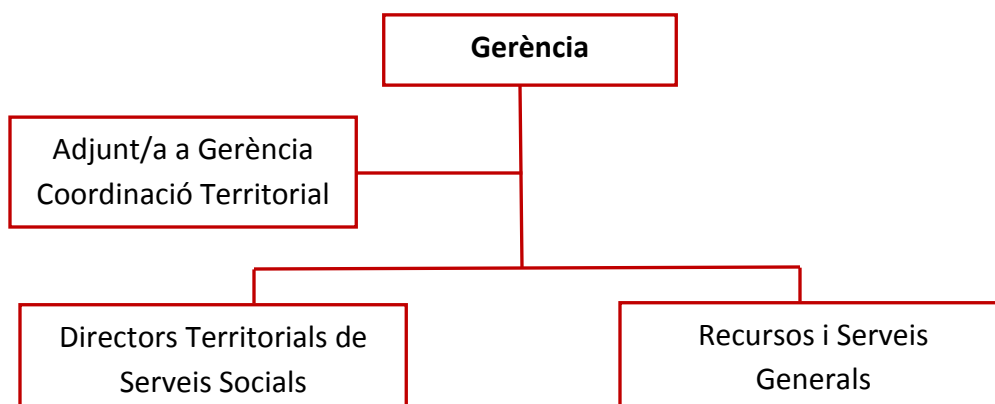 Gerència
Adjunt/a a Gerència
Coordinació Territorial
Directors Territorials de
Serveis Socials
Recursos i Serveis
Generals